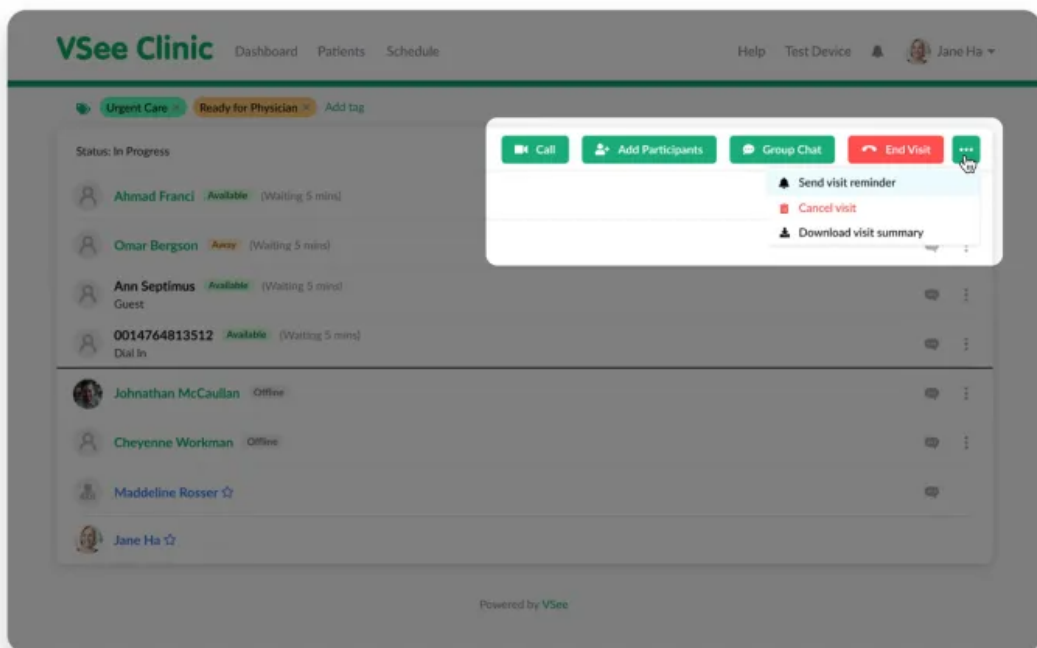 VSee Clinic Dashboard Patients Schedule Help Test Device Jane Ha
Urgent Care × Ready for Physician × Add tag
Status: In Progress Call Add Participants Group Chat End Visit
Send visit reminder
Cancel visit
Download visit summary
Ahmad Franci Available (Waiting 5 mins)
Omar Bergson Away (Waiting 5 mins)
Ann Septimus Available (Waiting 5 mins)
Guest
0014764813512 Available (Waiting 5 mins)
Dial In
Johnathan McCaullan Offline
Cheyenne Workman Offline
Maddeline Rosser
Jane Ha
Powered by VSee